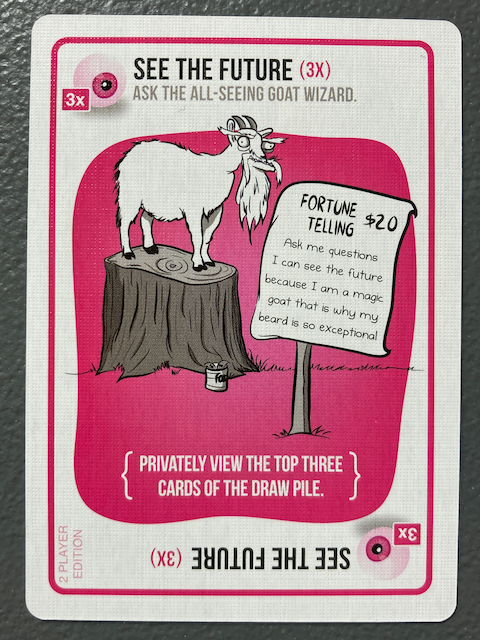 SEE THE FUTURE (3X)
3x
ASK THE ALL-SEEING GOAT WIZARD.
FORTUNE
TELLING $20
Ask me questions
I can see the future
because I am a magic
goat that is why my
beard is so exceptional
PRIVATELY VIEW THE TOP THREE
CARDS OF THE DRAW PILE.
2 PLAYER
EDITION
SEE THE FUTURE (3X)
3x